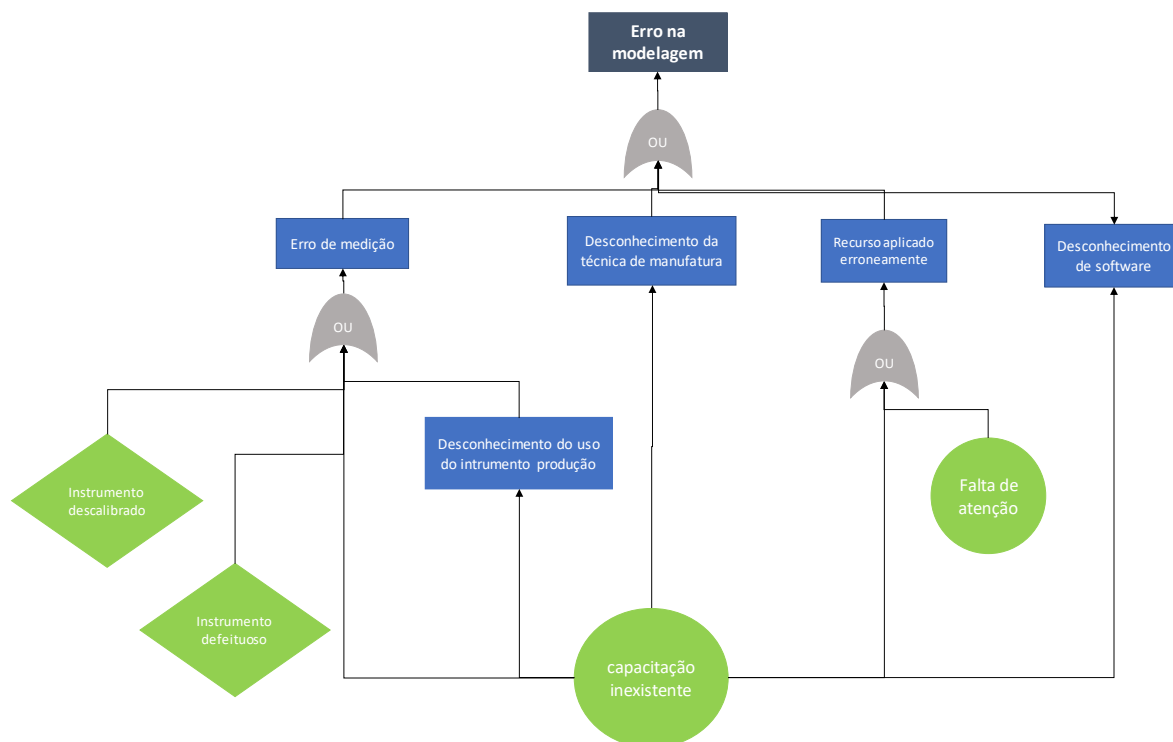 Erro na
modelagem
OU
Erro de medição
Desconhecimento da
técnica de manufatura
Recurso aplicado
erroneamente
Desconhecimento
de software
OU
OU
Desconhecimento do uso
do intrumento produção
Instrumento
descalibrado
Falta de
atenção
Instrumento
defeituoso
capacitação
inexistente